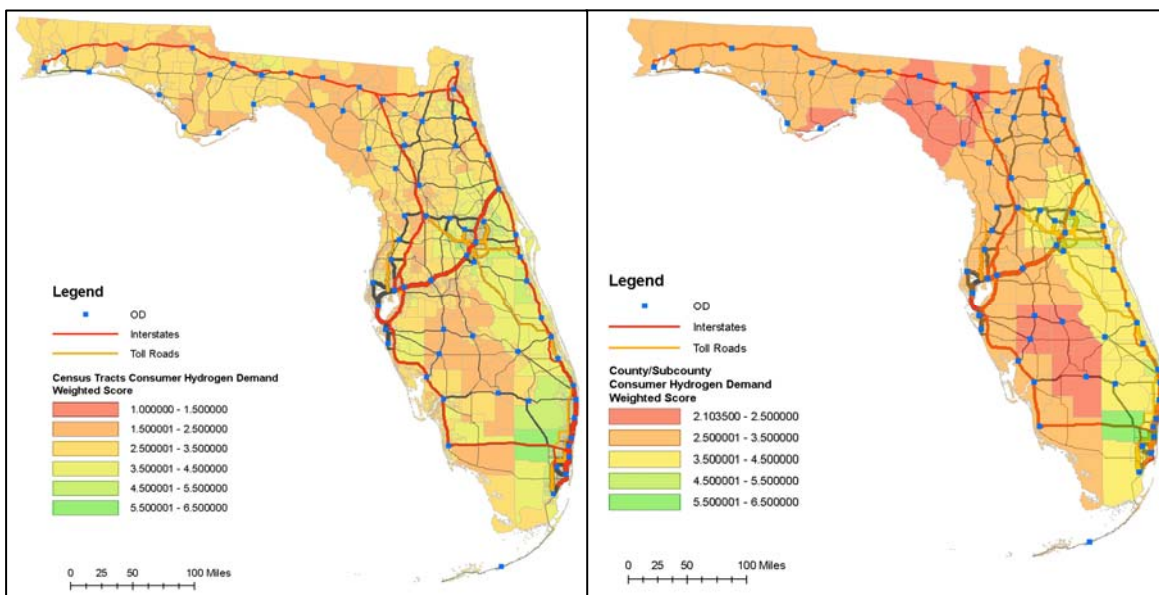 Legend
OD
Interstates
Toll Roads
Census Tracts Consumer Hydrogen Demand
Weighted Score
1.000000 - 1.500000
1.500001 - 2.500000
2.500001 - 3.500000
3.500001 - 4.500000
4.500001 - 5.500000
5.500001 - 6.500000
0 25 50 100 Miles
Legend
OD
Interstates
Toll Roads
County/Subcounty
Consumer Hydrogen Demand
Weighted Score
2.103500 - 2.500000
2.500001 - 3.500000
3.500001 - 4.500000
4.500001 - 5.500000
5.500001 - 6.500000
0 25 50 100 Miles